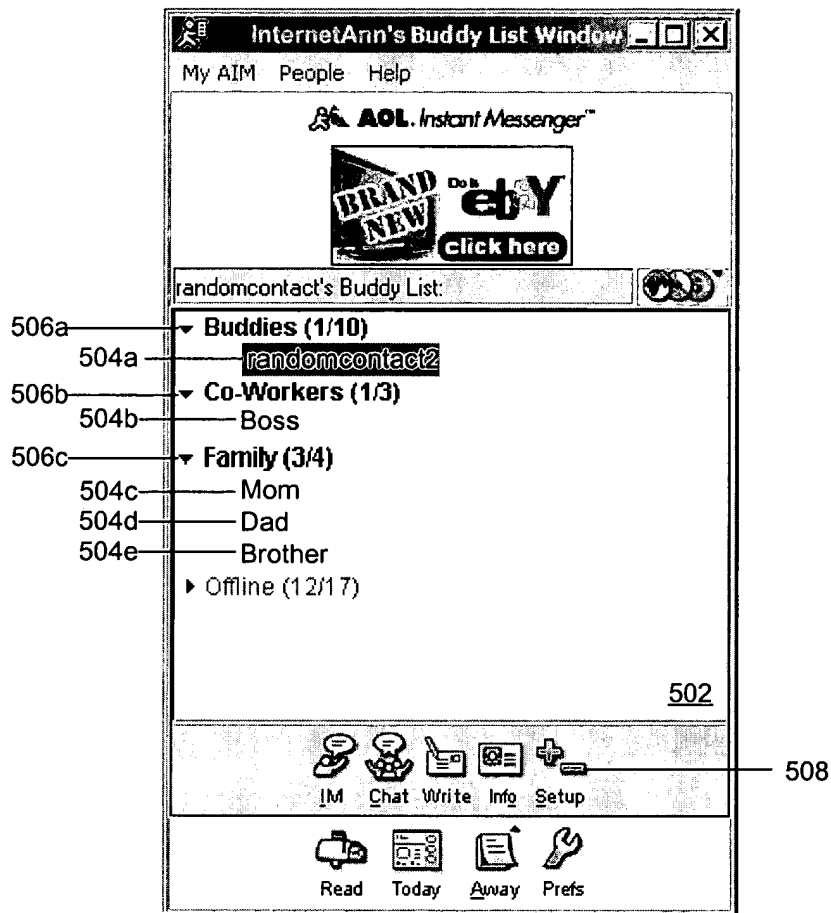 InternetAnn's Buddy List Window
My AIM People Help
AOL Instant Messenger™
BRAND NEW
Do is ebY
click here
randomcontact's Buddy List:
506a Buddies (1/10)
504a randomcontact2
506b Co-Workers (1/3)
504b Boss
506c Family (3/4)
504c Mom
504d Dad
504e Brother
Offline (12/17)
502
508
IM Chat Write Info Setup
Read Today Away Prefs